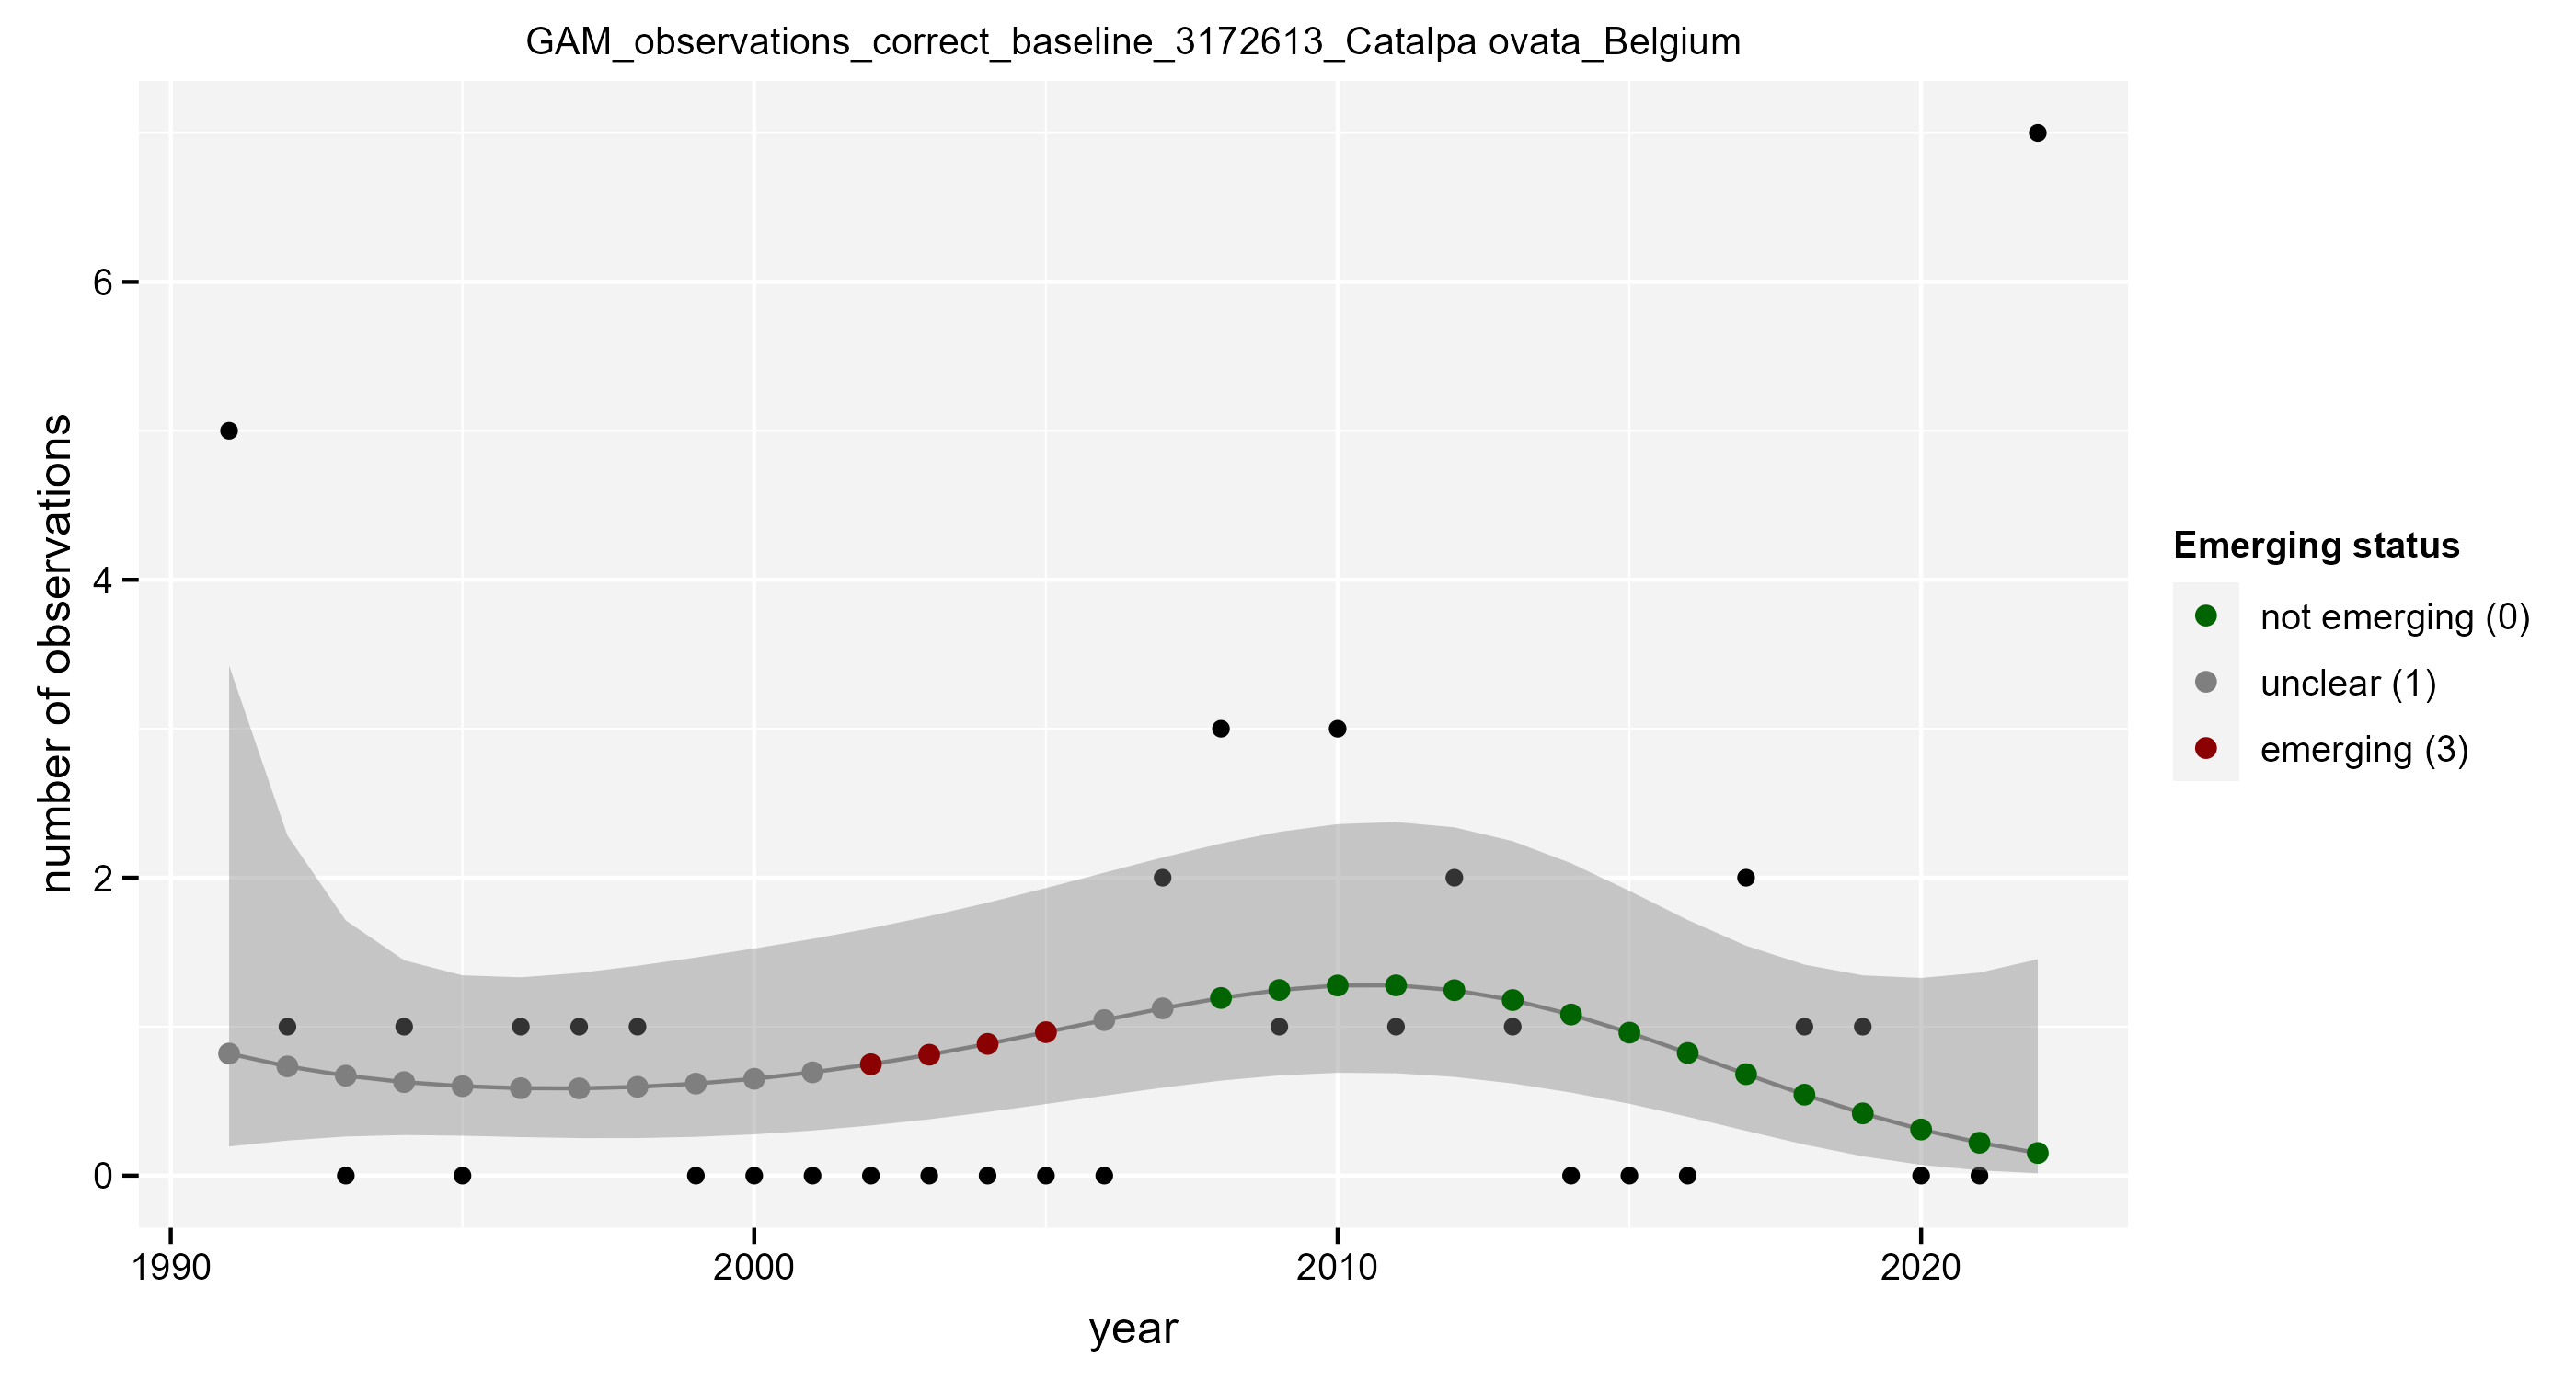 GAM_observations_correct_baseline_3172613_Catalpa ovata_Belgium
number of observations
6
4
2
0
1990 2000 2010 2020
year
Emerging status
not emerging (0)
unclear (1)
emerging (3)